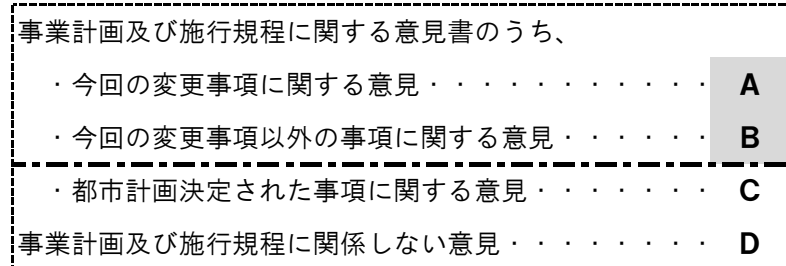 事業計画及び施行規程に関する意見書のうち、
・今回の変更事項に関する意見・・・・・・・・・・・ A
・今回の変更事項以外の事項に関する意見・・・・・・ B
・都市計画決定された事項に関する意見・・・・・・・ C
事業計画及び施行規程に関係しない意見・・・・・・・・ D